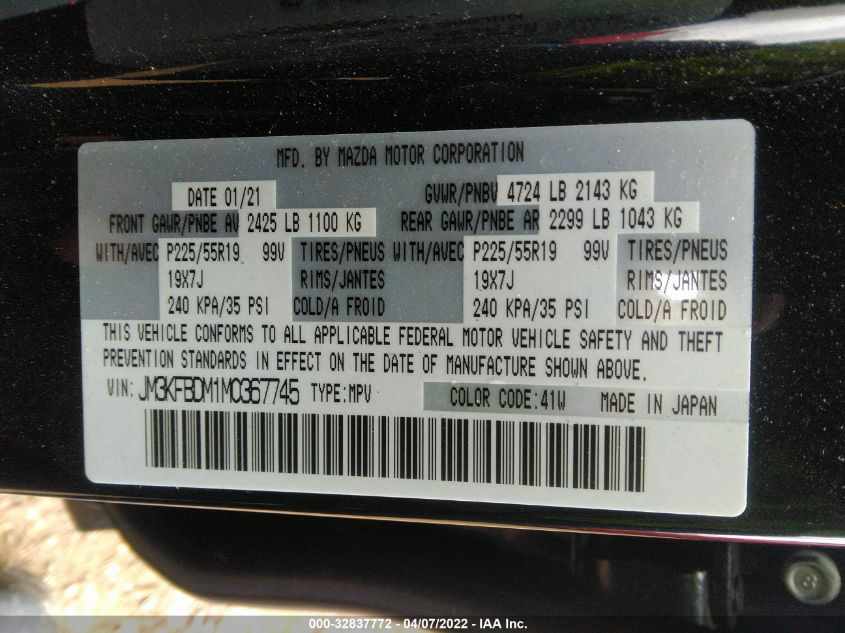 MFD. BY MAZDA MOTOR CORPORATION
DATE 01/21 GVWR/PNBV 4724 LB 2143 KG
FRONT GAWR/PNBE AV 2425 LB 1100 KG REAR GAWR/PNBE AR 2299 LB 1043 KG
WITH/AVEC P225/55R19 99V TIRES/PNEUS WITH/AVEC P225/55R19 99V TIRES/PNEUS
19X7J RIMS/JANTES 19X7J RIMS/JANTES
240 KPA/35 PSI COLD/A FROID 240 KPA/35 PSI COLD/A FROID
THIS VEHICLE CONFORMS TO ALL APPLICABLE FEDERAL MOTOR VEHICLE SAFETY AND THEFT
PREVENTION STANDARDS IN EFFECT ON THE DATE OF MANUFACTURE SHOWN ABOVE.
VIN: JM3KFBDM1M0367745 TYPE:MPV COLOR CODE:41W MADE IN JAPAN
000-32837772 - 04/07/2022 - IAA Inc.